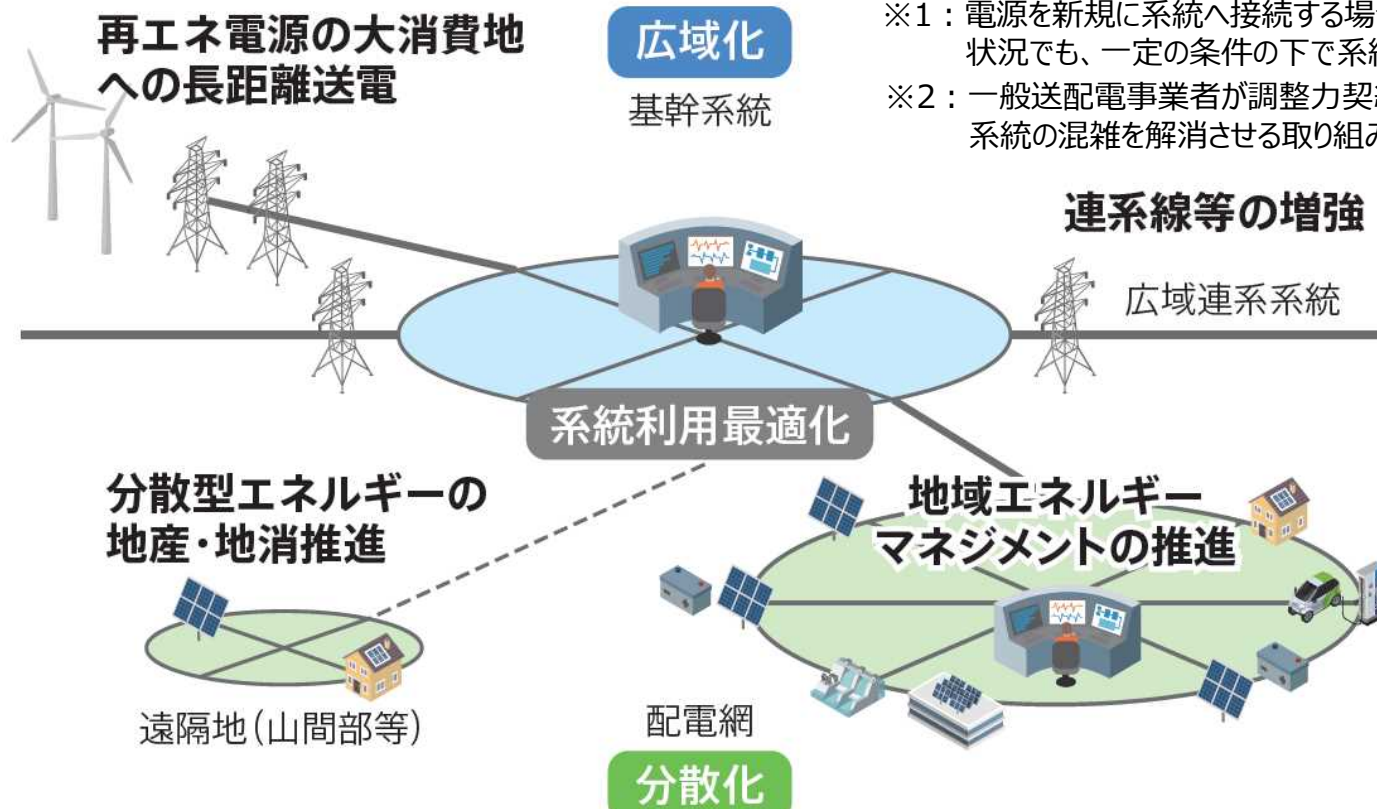 再エネ電源の大消費地
への長距離送電
広域化
基幹系統
※1：電源を新規に系統へ接続する場
状況でも、一定の条件の下で系
※2：一般送配電事業者が調整力契
系統の混雑を解消させる取り組み
連系線等の増強
広域連系系統
系統利用最適化
分散型エネルギーの
地産・地消推進
地域エネルギー
マネジメントの推進
遠隔地（山間部等）
配電網
分散化